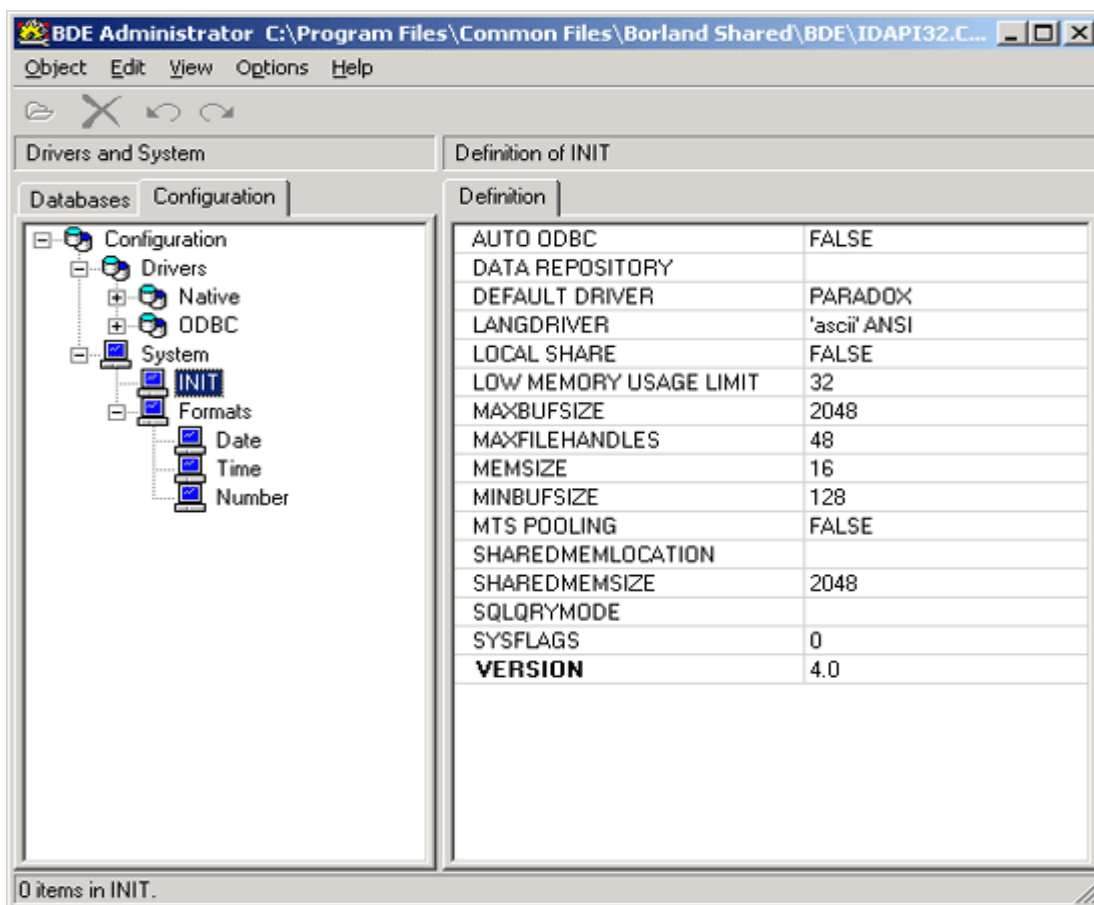 BDE Administrator C:\Program Files\Common Files\Borland Shared\BDE\IDAPI32.C...
Object Edit View Options Help
Drivers and System
Definition of INIT
Databases Configuration
Definition
Configuration
Drivers
Native
ODBC
System
INIT
Formats
Date
Time
Number
AUTO ODBC FALSE
DATA REPOSITORY
DEFAULT DRIVER PARADOX
LANGDRIVER 'ascii' ANSI
LOCAL SHARE FALSE
LOW MEMORY USAGE LIMIT 32
MAXBUFSIZE 2048
MAXFILEHANDLES 48
MEMSIZE 16
MINBUFSIZE 128
MTS POOLING FALSE
SHAREDMEMLOCATION
SHAREDMEMSIZE 2048
SQLQRYMODE
SYSFLAGS 0
VERSION 4.0
0 items in INIT.